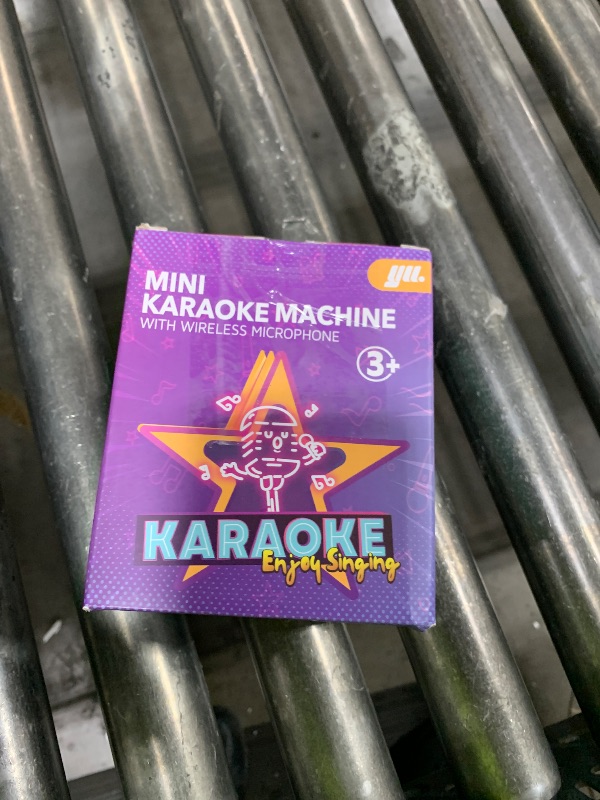 yu.
MINI
KARAOKE MACHINE
WITH WIRELESS MICROPHONE
3+
KARAOKE
Enjoy Singing